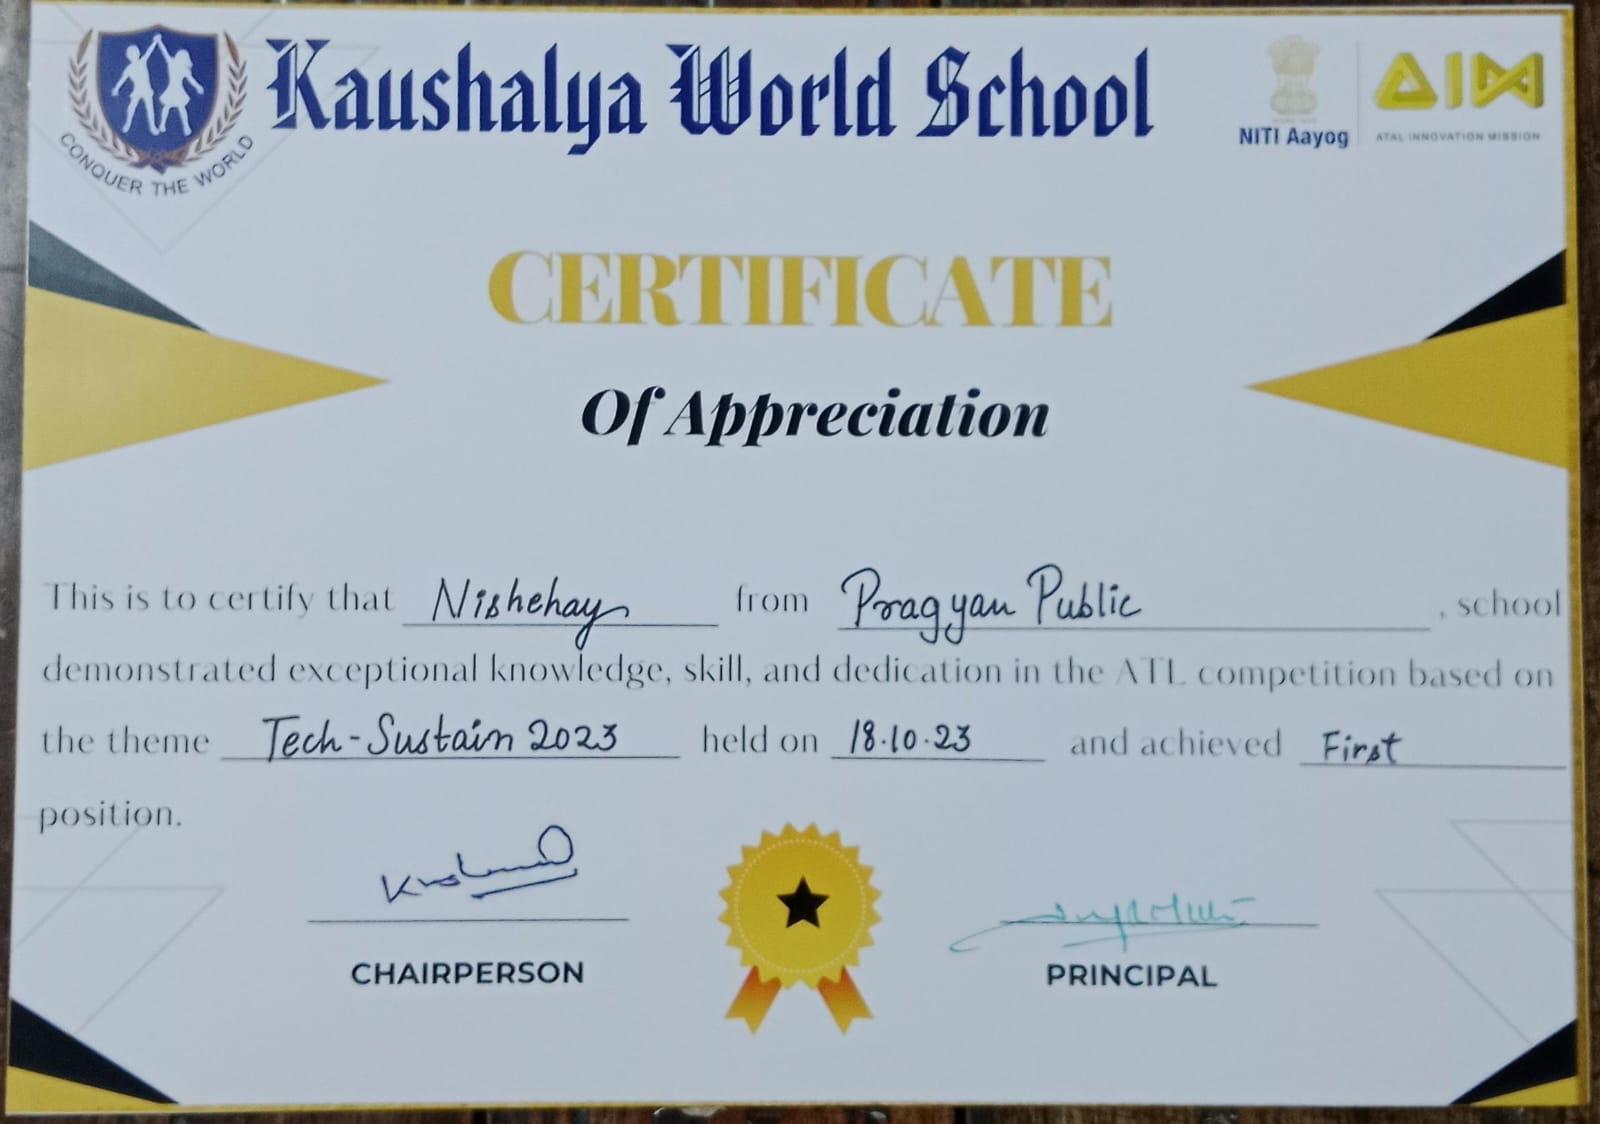 Kaushalya World School
CONQUER THE WORLD
NITI Aayog
AIM
ATAL INNOVATION MISSION
CERTIFICATE
Of Appreciation
This is to certify that Nishehay from Pragyan Public , school
demonstrated exceptional knowledge, skill, and dedication in the ATL competition based on
the theme Tech-Sustain 2023 held on 18.10.23 and achieved First
position.
CHAIRPERSON
PRINCIPAL